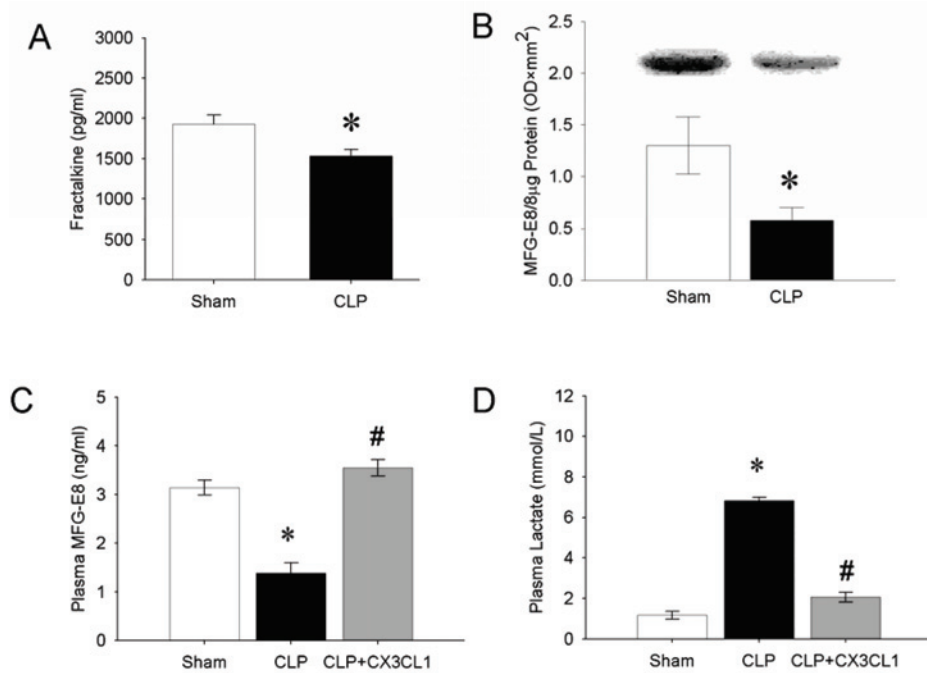 A
Fractalkine (pg/ml)
3000
2500
2000
1500
1000
500
0
*
Sham CLP
B
MFG-E8/8µg Protein (OD×mm²)
2.5
2.0
1.5
1.0
0.5
0.0
*
Sham CLP
C
Plasma MFG-E8 (ng/ml)
5
4
3
2
1
0
*
#
Sham CLP CLP+CX3CL1
D
Plasma Lactate (mmol/L)
12
10
8
6
4
2
0
*
#
Sham CLP CLP+CX3CL1